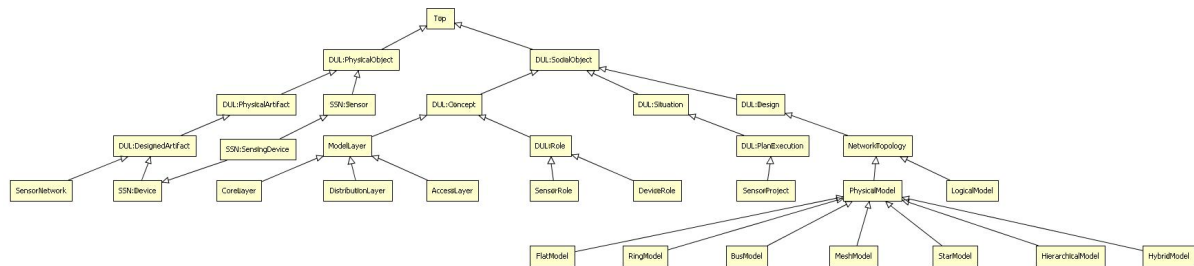 Top
DUL:PhysicalObject
DUL:SocialObject
DUL:PhysicalArtifact
SSN:Sensor
DUL:Concept
DUL:Situation
DUL:Design
DUL:DesignedArtifact
SSN:SensingDevice
ModelLayer
DUL:Role
DUL:PlanExecution
NetworkTopology
SensorNetwork
SSN:Device
CoreLayer
DistributionLayer
AccessLayer
SensorRole
DeviceRole
SensorProject
PhysicalModel
LogicalModel
FlatModel
RingModel
BusModel
MeshModel
StarModel
HierarchicalModel
HybridModel